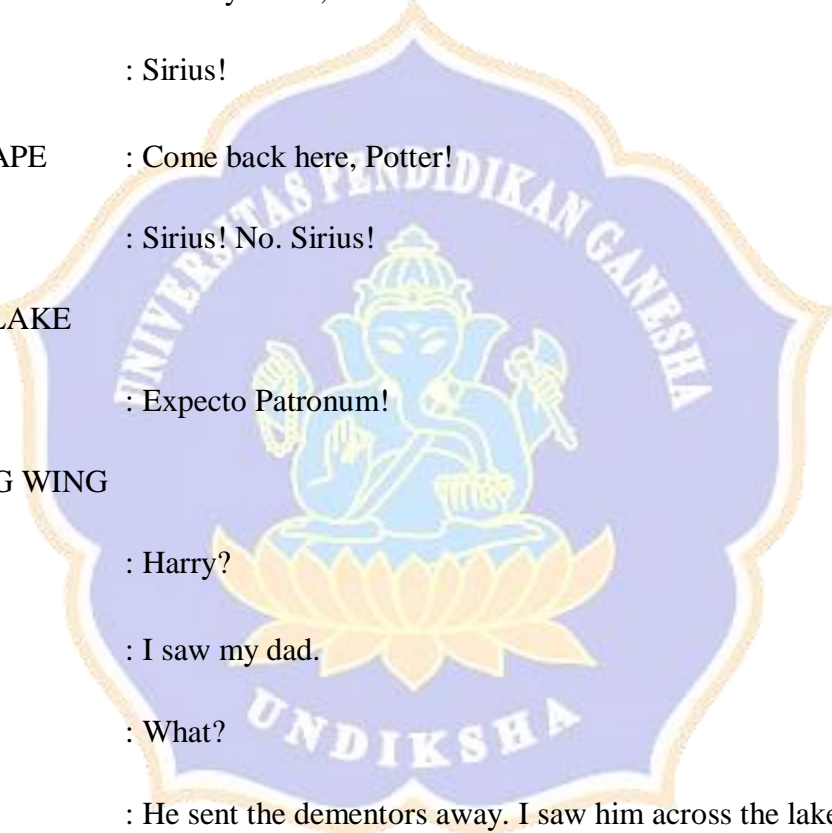 : Sirius!
APE : Come back here, Potter!
: Sirius! No. Sirius!
LAKE
: Expecto Patronum!
G WING
: Harry?
: I saw my dad.
: What?
: He sent the dementors away. I saw him across the lake
UNIVERSITAS PENDIDIKAN GANESHA
UNDIKSHA